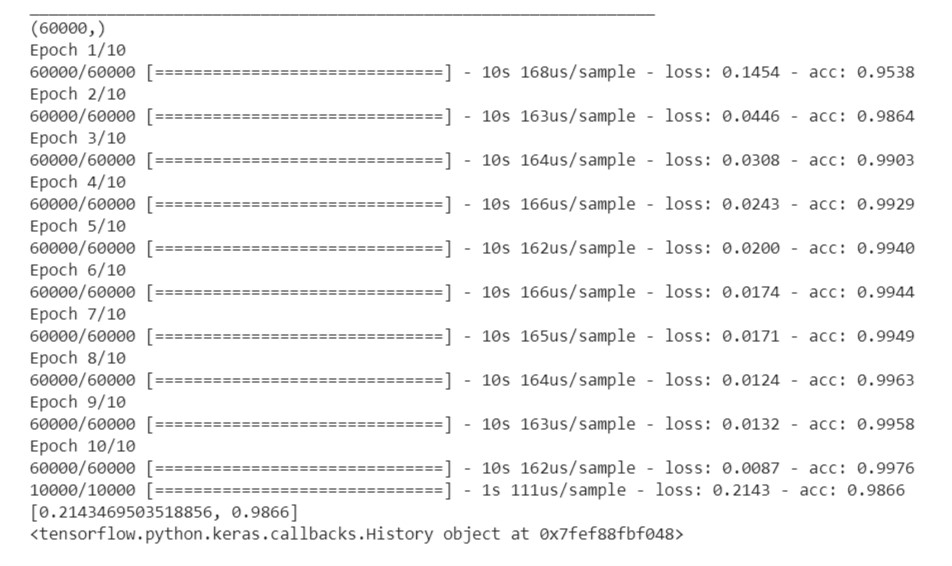 _________________________________________________________________
(60000,)
Epoch 1/10
60000/60000 [==============================] - 10s 168us/sample - loss: 0.1454 - acc: 0.9538
Epoch 2/10
60000/60000 [==============================] - 10s 163us/sample - loss: 0.0446 - acc: 0.9864
Epoch 3/10
60000/60000 [==============================] - 10s 164us/sample - loss: 0.0308 - acc: 0.9903
Epoch 4/10
60000/60000 [==============================] - 10s 166us/sample - loss: 0.0243 - acc: 0.9929
Epoch 5/10
60000/60000 [==============================] - 10s 162us/sample - loss: 0.0200 - acc: 0.9940
Epoch 6/10
60000/60000 [==============================] - 10s 166us/sample - loss: 0.0174 - acc: 0.9944
Epoch 7/10
60000/60000 [==============================] - 10s 165us/sample - loss: 0.0171 - acc: 0.9949
Epoch 8/10
60000/60000 [==============================] - 10s 164us/sample - loss: 0.0124 - acc: 0.9963
Epoch 9/10
60000/60000 [==============================] - 10s 163us/sample - loss: 0.0132 - acc: 0.9958
Epoch 10/10
60000/60000 [==============================] - 10s 162us/sample - loss: 0.0087 - acc: 0.9976
10000/10000 [==============================] - 1s 111us/sample - loss: 0.2143 - acc: 0.9866
[0.2143469503518856, 0.9866]
<tensorflow.python.keras.callbacks.History object at 0x7fef88fbf048>